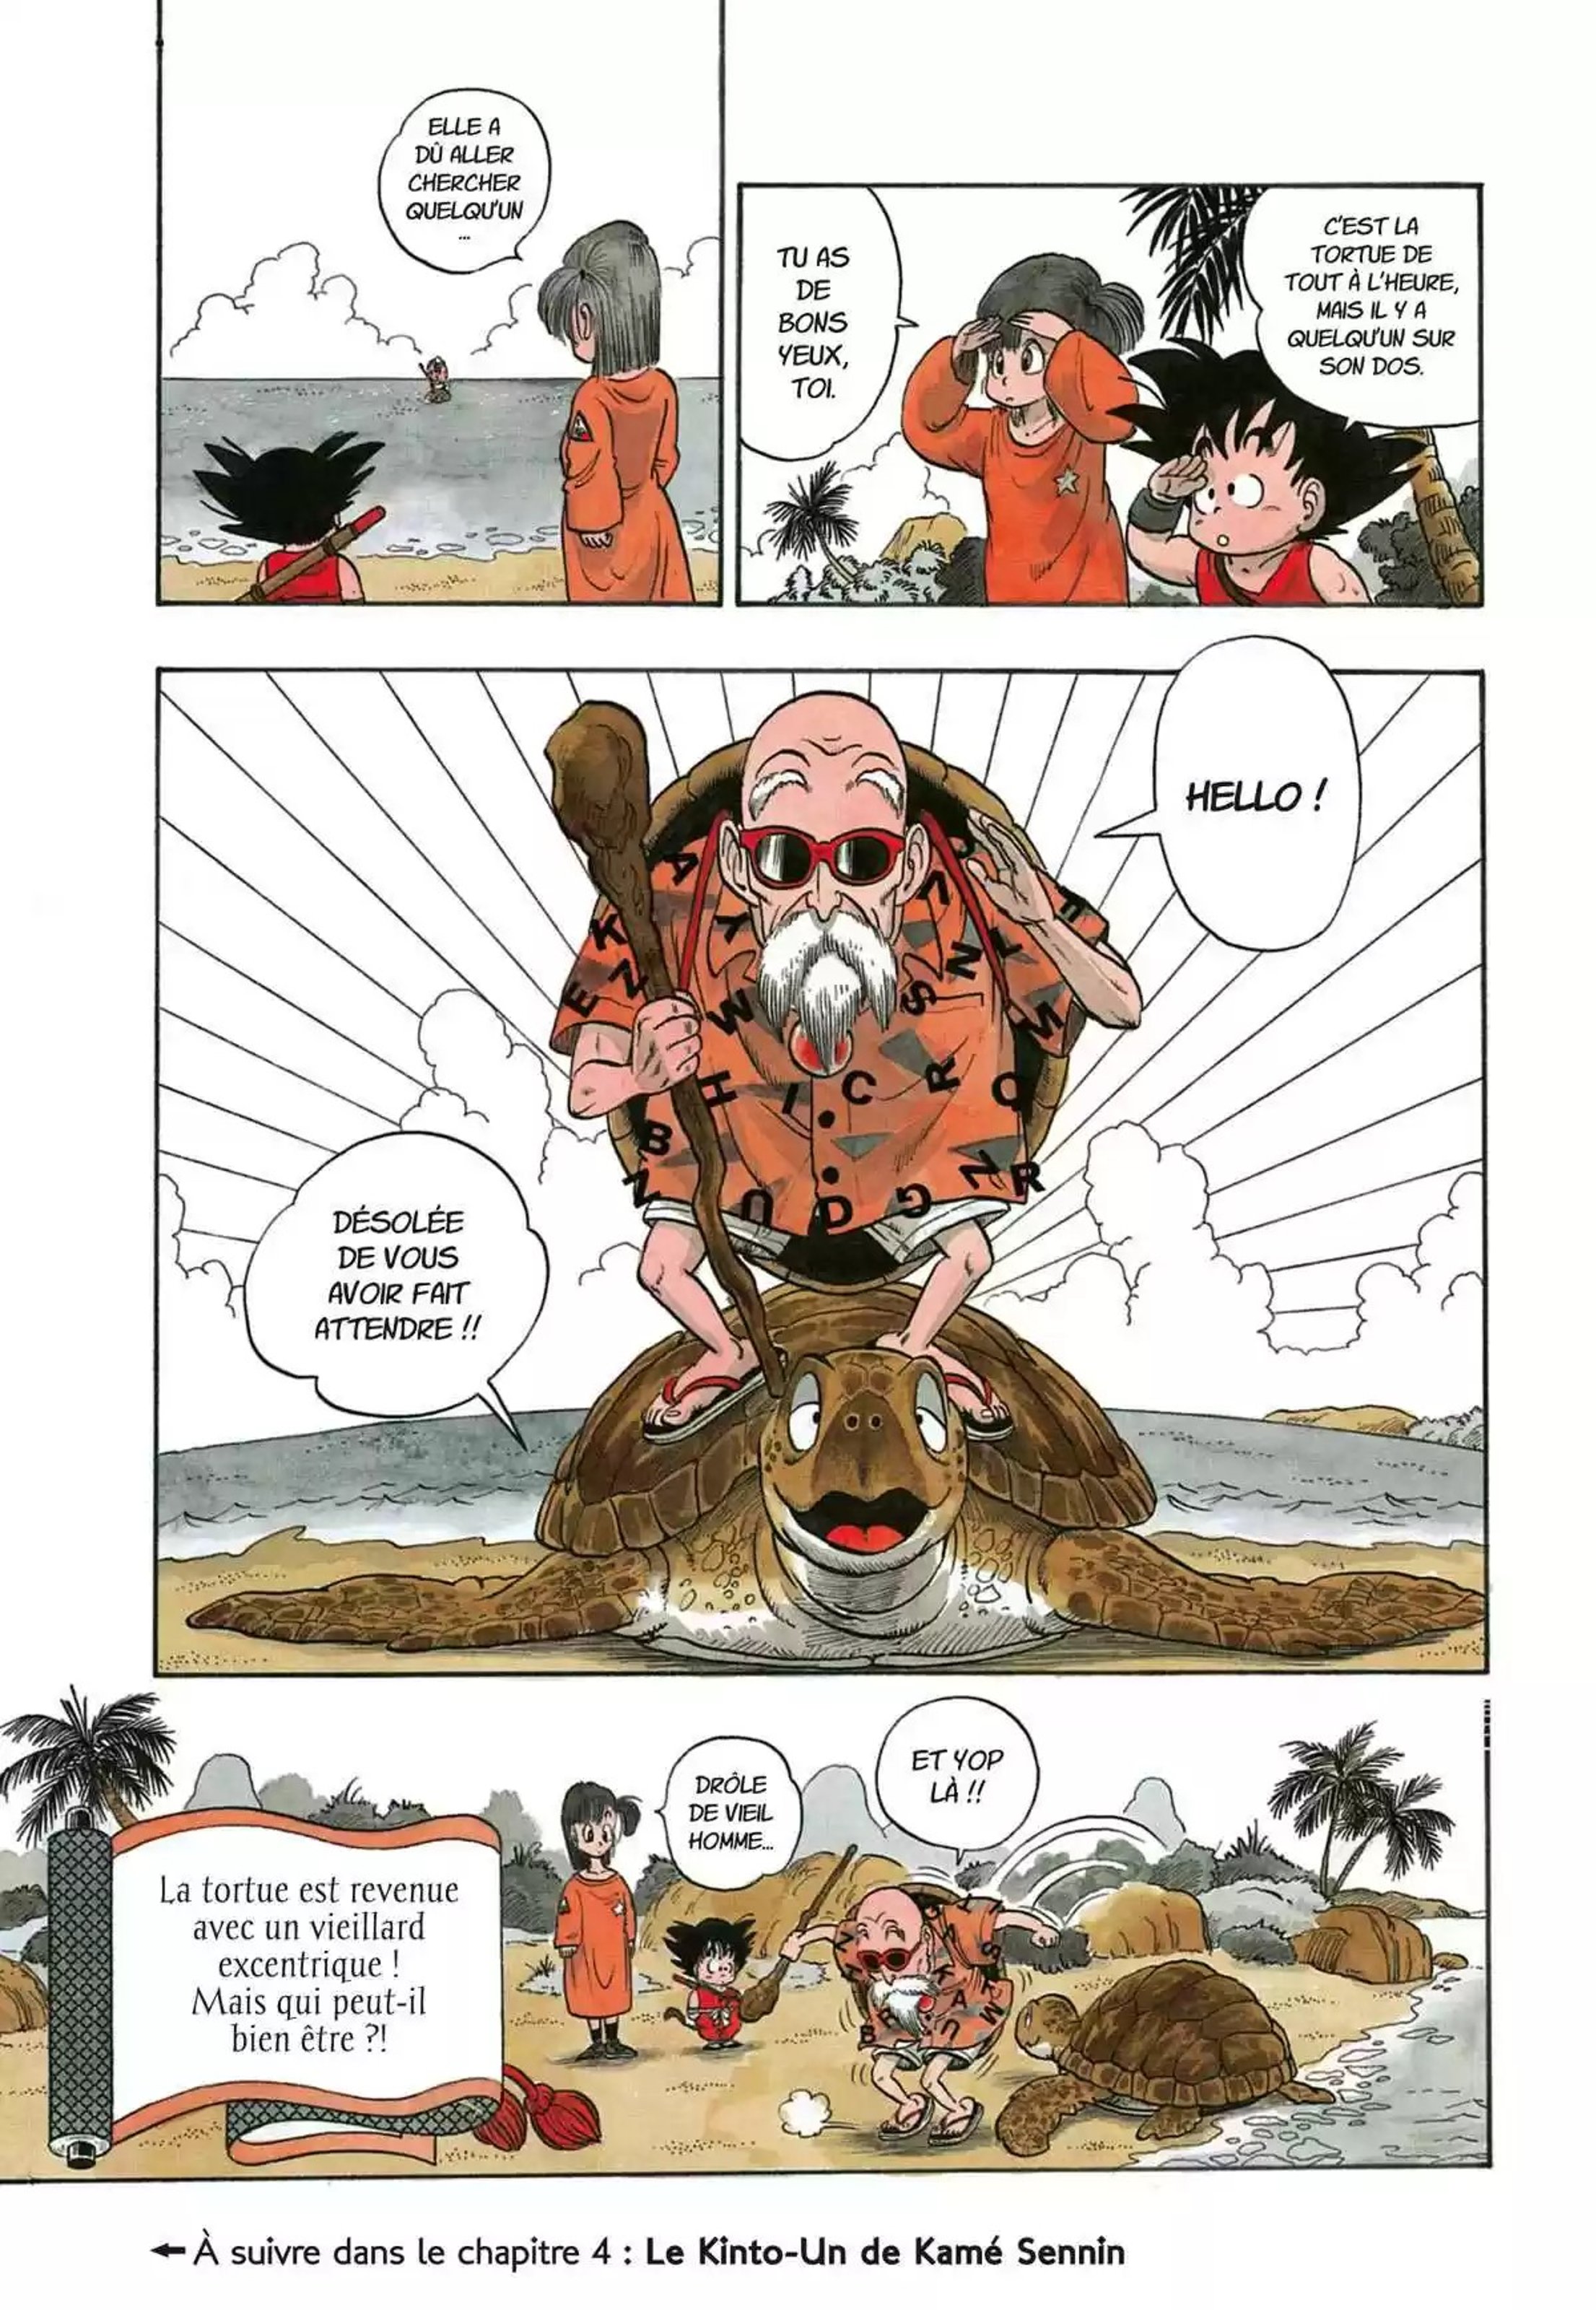 C'EST LA
TORTUE DE
TOUT À L'HEURE,
MAIS IL Y A
QUELQU'UN SUR
SON DOS.
TU AS
DE
BONS
YEUX,
TOI.
ELLE A
DÛ ALLER
CHERCHER
QUELQU'UN
...
HELLO !
DÉSOLÉE
DE VOUS
AVOIR FAIT
ATTENDRE !!
ET YOP
LÀ !!
DRÔLE
DE VIEIL
HOMME...
La tortue est revenue
avec un vieillard
excentrique !
Mais qui peut-il
bien être ?!
À suivre dans le chapitre 4 : Le Kinto-Un de Kamé Sennin